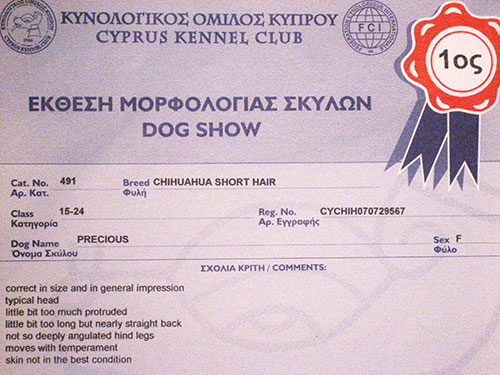 ΚΥΝΟΛΟΓΙΚΟΣ ΟΜΙΛΟΣ ΚΥΠΡΟΥ
CYPRUS KENNEL CLUB
FCI
1ος
ΕΚΘΕΣΗ ΜΟΡΦΟΛΟΓΙΑΣ ΣΚΥΛΩΝ
DOG SHOW
Cat. No. 491 Breed CHIHUAHUA SHORT HAIR
Αρ. Κατ. Φυλή
Class 15-24 Reg. No. CYCHIH070729567
Κατηγορία Αρ. Εγγραφής
Dog Name PRECIOUS Sex F
Όνομα Σκύλου Φύλο
ΣΧΟΛΙΑ ΚΡΙΤΗ / COMMENTS:
correct in size and in general impression
typical head
little bit too much protruded
little bit too long but nearly straight back
not so deeply angulated hind legs
moves with temperament
skin not in the best condition